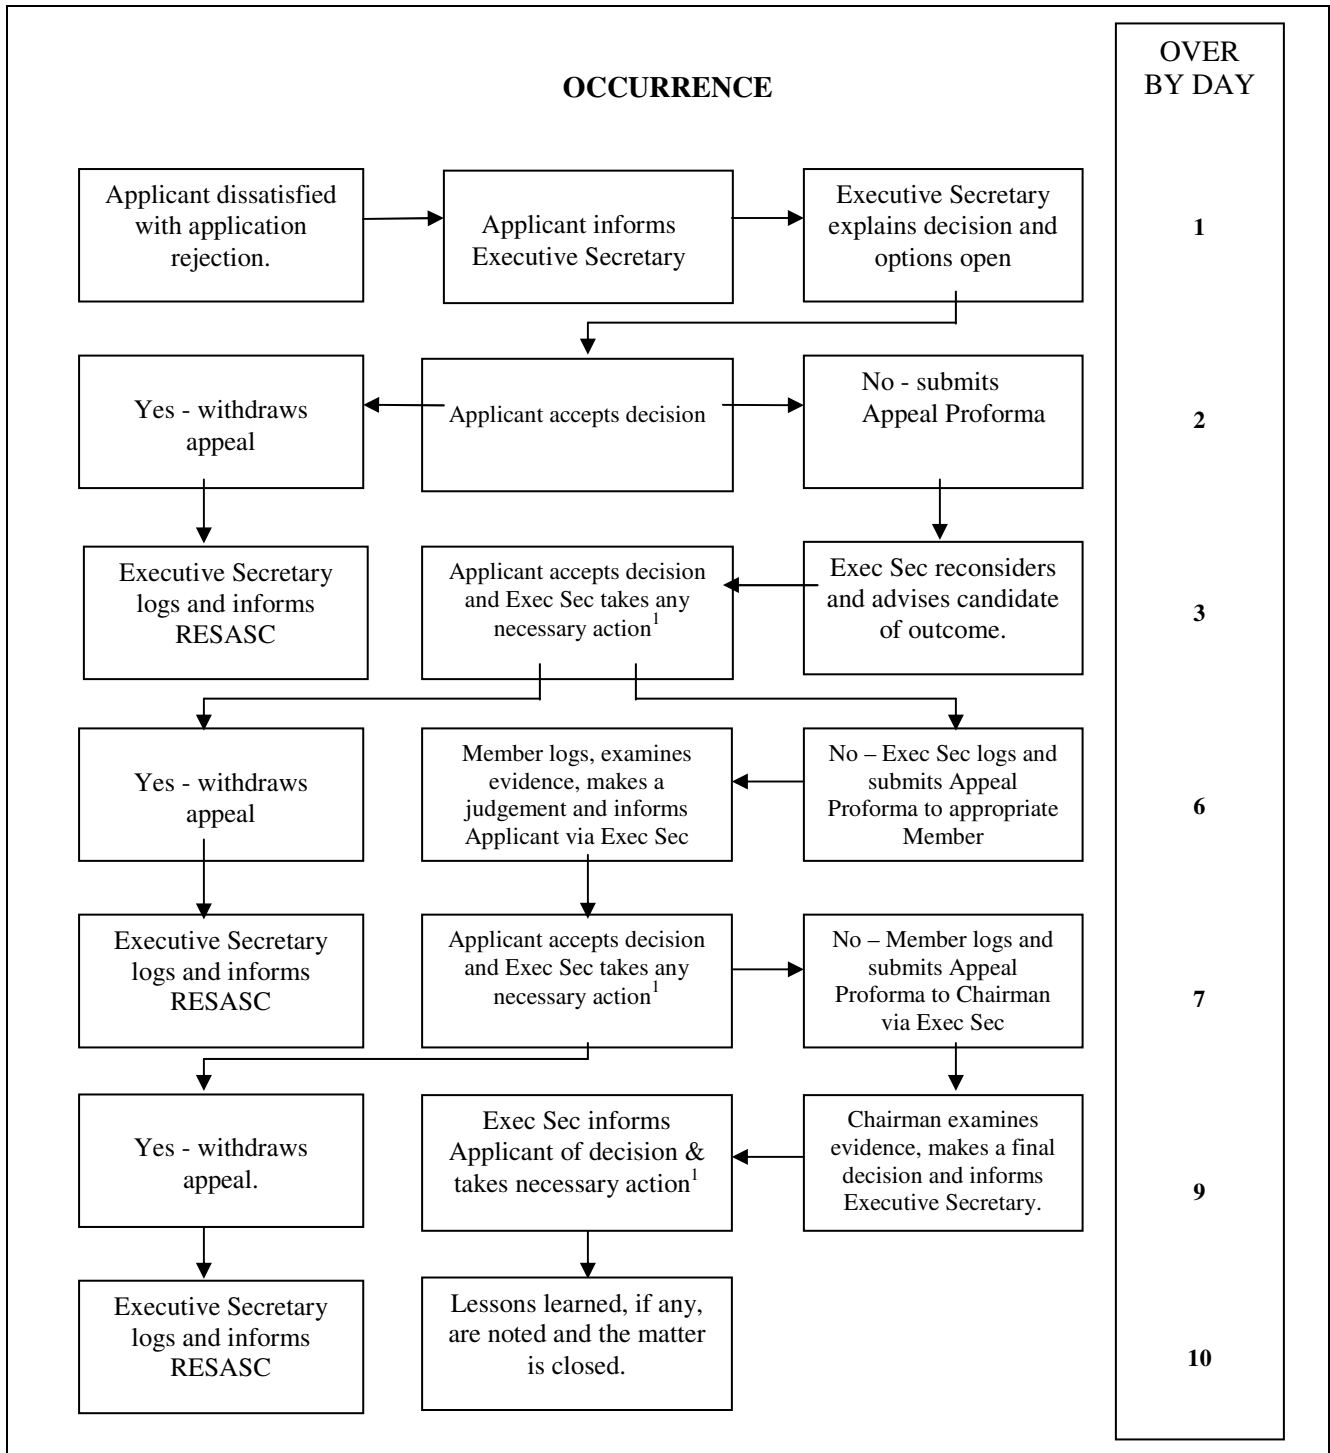 OCCURRENCE
OVER
BY DAY
Applicant dissatisfied
with application
rejection.
Applicant informs
Executive Secretary
Executive Secretary
explains decision and
options open
1
Yes - withdraws
appeal
Applicant accepts decision
No - submits
Appeal Proforma
2
Executive Secretary
logs and informs
RESASC
Applicant accepts decision
and Exec Sec takes any
necessary action1
Exec Sec reconsiders
and advises candidate
of outcome.
3
Yes - withdraws
appeal
Member logs, examines
evidence, makes a
judgement and informs
Applicant via Exec Sec
No – Exec Sec logs and
submits Appeal
Proforma to appropriate
Member
6
Executive Secretary
logs and informs
RESASC
Applicant accepts decision
and Exec Sec takes any
necessary action1
No – Member logs and
submits Appeal
Proforma to Chairman
via Exec Sec
7
Yes - withdraws
appeal.
Exec Sec informs
Applicant of decision &
takes necessary action1
Chairman examines
evidence, makes a final
decision and informs
Executive Secretary.
9
Executive Secretary
logs and informs
RESASC
Lessons learned, if any,
are noted and the matter
is closed.
10